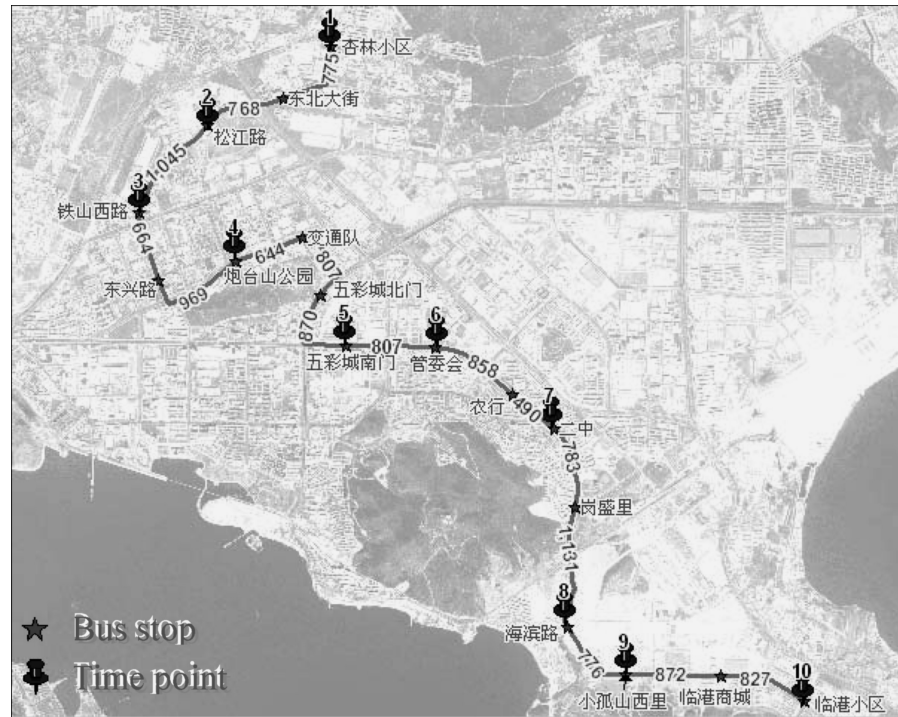 1
杏林小区
775
东北大街
768
2
松江路
1·045
3
铁山西路
664
东兴路
969
4
炮台山公园
644
变通队
807
五彩城北门
870
5
五彩城南门
807
6
管委会
858
农行
490
7
二中
783
岗盛里
1·131
8
海滨路
776
9
小孤山西里
872
临港商城
827
10
临港小区
Bus stop
Time point